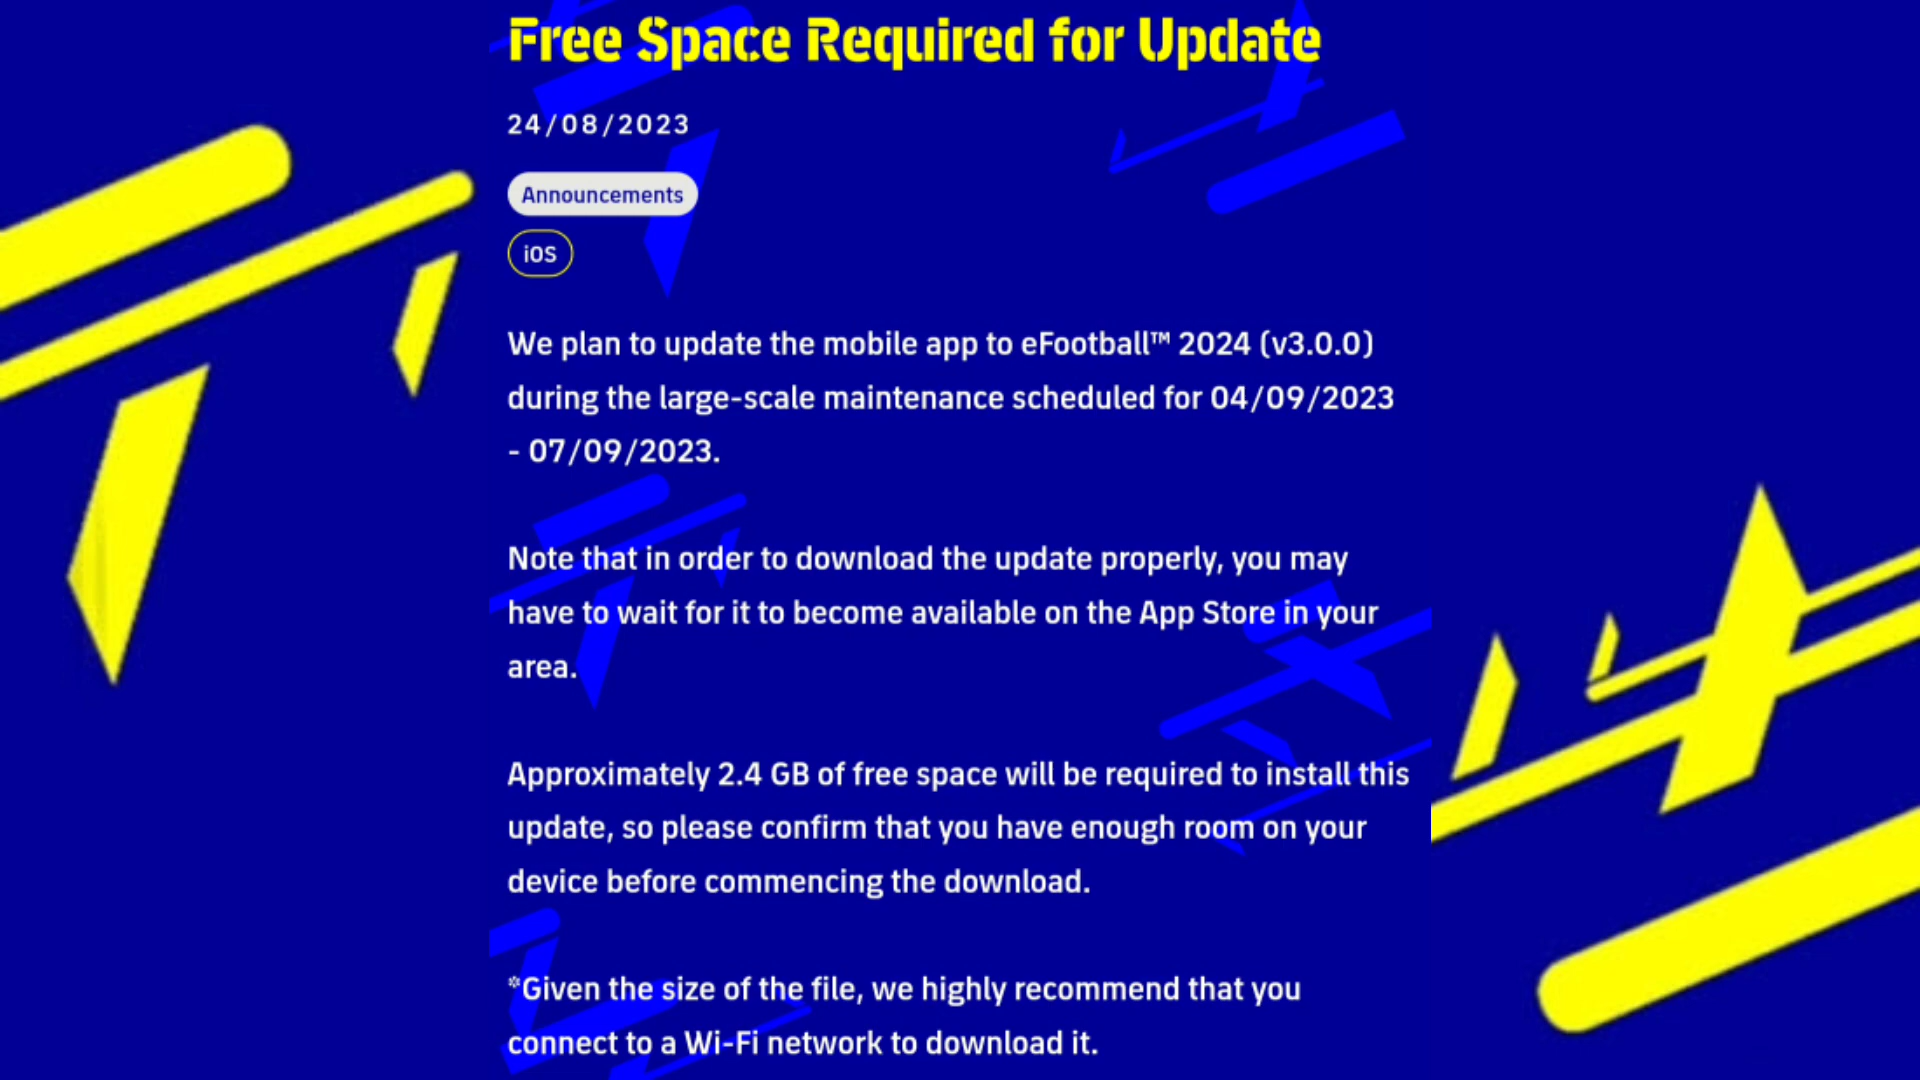 Free Space Required for Update
24/08/2023
Announcements
iOS
We plan to update the mobile app to eFootball™ 2024 (v3.0.0)
during the large-scale maintenance scheduled for 04/09/2023
- 07/09/2023.
Note that in order to download the update properly, you may
have to wait for it to become available on the App Store in your
area.
Approximately 2.4 GB of free space will be required to install this
update, so please confirm that you have enough room on your
device before commencing the download.
*Given the size of the file, we highly recommend that you
connect to a Wi-Fi network to download it.